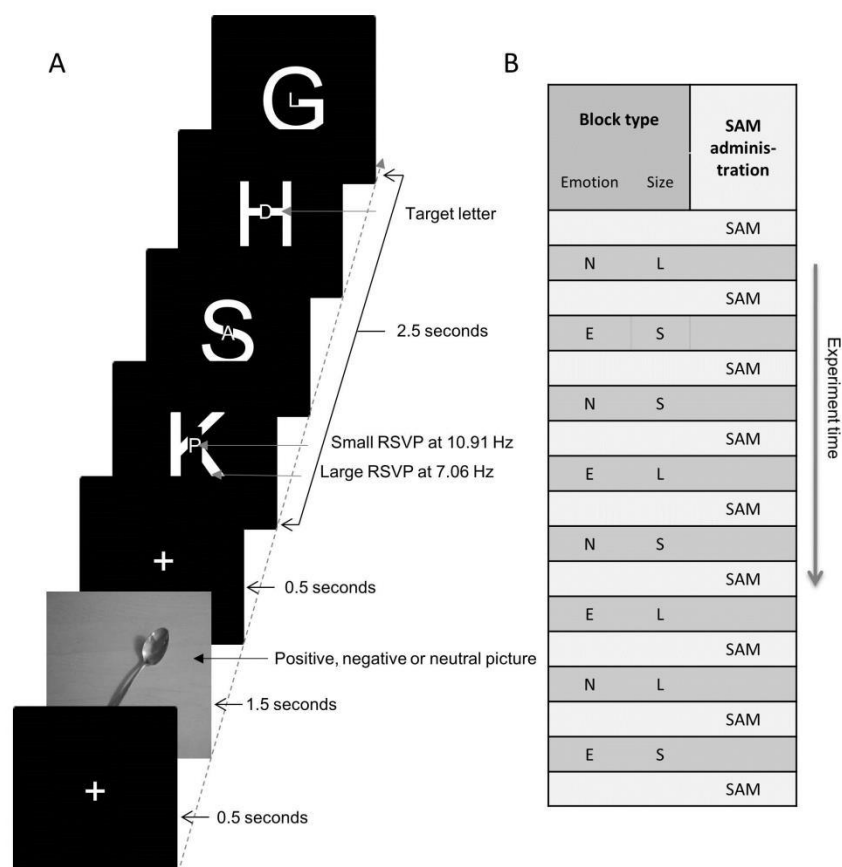 A
G
L
H
D
Target letter
S
A
2.5 seconds
K
P
Small RSVP at 10.91 Hz
Large RSVP at 7.06 Hz
+
0.5 seconds
Positive, negative or neutral picture
1.5 seconds
+
0.5 seconds
B
Block type
SAM
adminis-
tration
Emotion Size
SAM
N L
SAM
E S
SAM
N S
SAM
E L
SAM
N S
SAM
E L
SAM
N L
SAM
E S
SAM
Experiment time